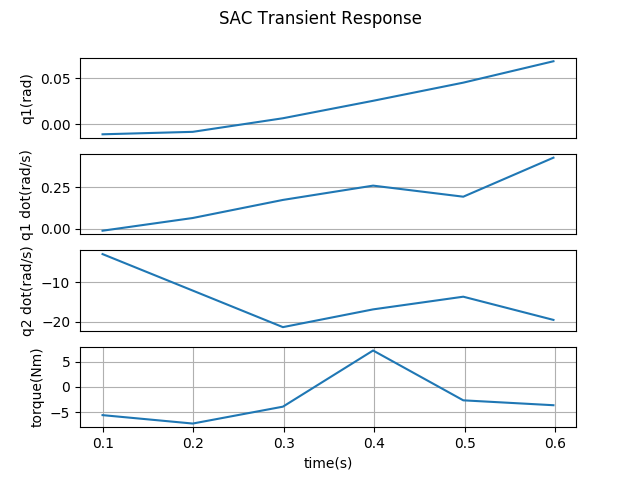 SAC Transient Response
q1(rad)
0.05
0.00
q1 dot(rad/s)
0.25
0.00
q2 dot(rad/s)
−10
−20
torque(Nm)
5
0
−5
0.1 0.2 0.3 0.4 0.5 0.6
time(s)